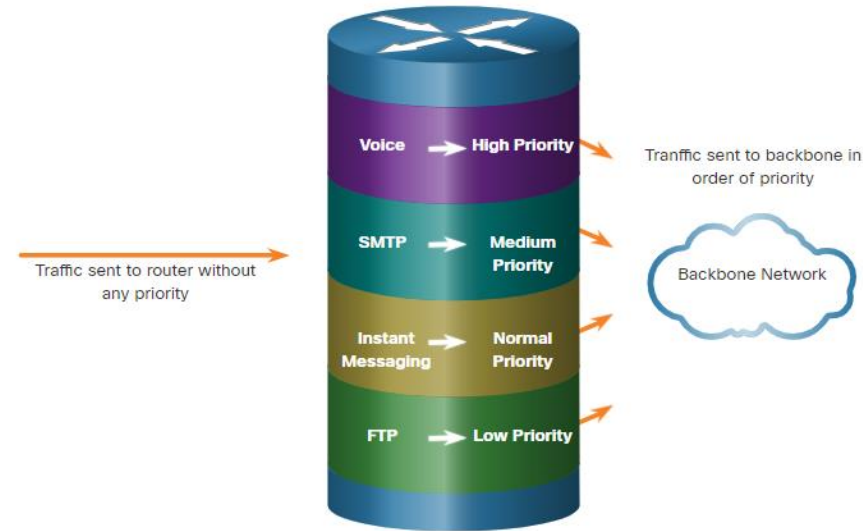 Traffic sent to router without
any priority
Voice
High Priority
SMTP
Medium
Priority
Instant
Messaging
Normal
Priority
FTP
Low Priority
Tranffic sent to backbone in
order of priority
Backbone Network